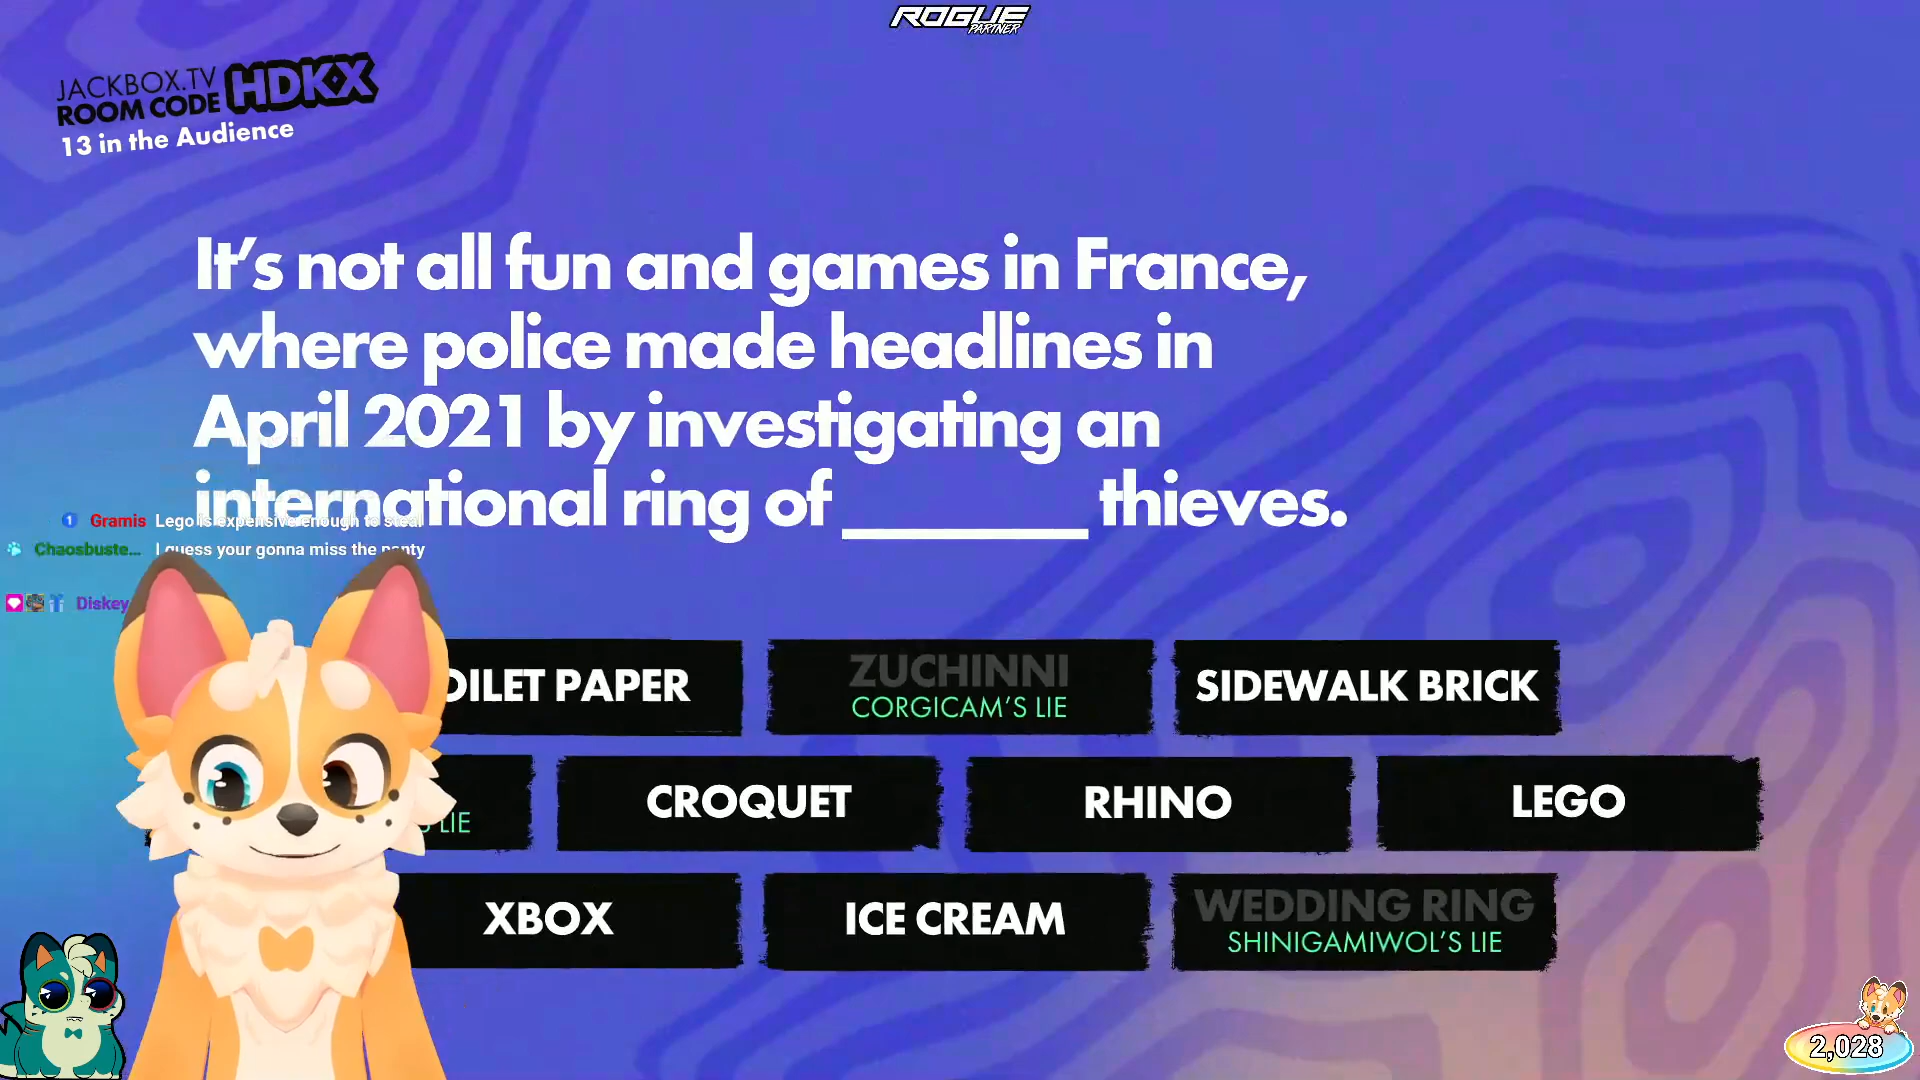 ROGUE
PARTNER
JACKBOX.TV
ROOM CODE HDKX
13 in the Audience
It's not all fun and games in France,
where police made headlines in
April 2021 by investigating an
international ring of ________ thieves.
1 Gramis Lego is expensive enough to steal
Chaosbuste... I guess your gonna miss the panty
Diskey
OILET PAPER
ZUCHINNI
CORGICAM'S LIE
SIDEWALK BRICK
'S LIE
CROQUET
RHINO
LEGO
XBOX
ICE CREAM
WEDDING RING
SHINIGAMIWOL'S LIE
2,028